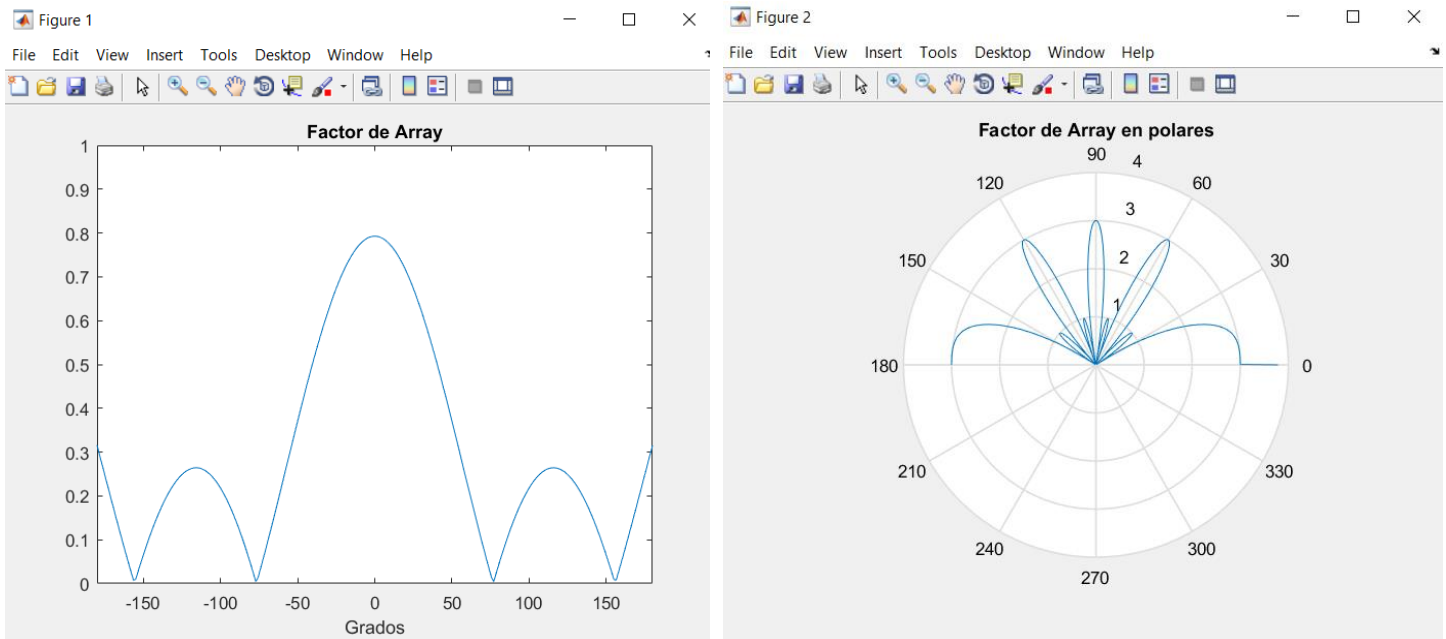 Figure 1
File Edit View Insert Tools Desktop Window Help
Factor de Array
1
0.9
0.8
0.7
0.6
0.5
0.4
0.3
0.2
0.1
0
-150 -100 -50 0 50 100 150
Grados
Figure 2
File Edit View Insert Tools Desktop Window Help
Factor de Array en polares
90 4
120 60
3
150 2 30
1
180 0
210 330
240 300
270